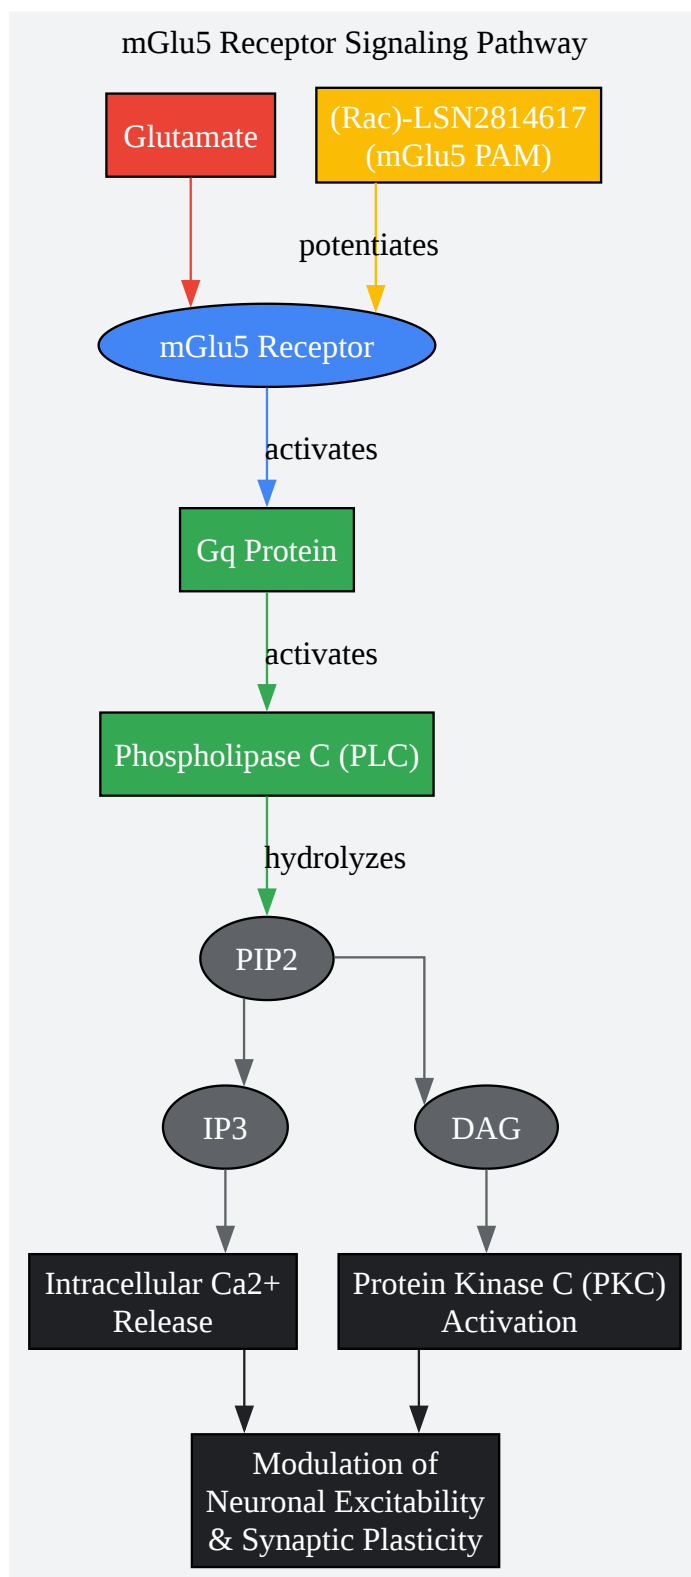 mGlu5 Receptor Signaling Pathway
Glutamate
(Rac)-LSN2814617
(mGlu5 PAM)
potentiates
mGlu5 Receptor
activates
Gq Protein
activates
Phospholipase C (PLC)
hydrolyzes
PIP2
IP3
DAG
Intracellular Ca2+
Release
Protein Kinase C (PKC)
Activation
Modulation of
Neuronal Excitability
& Synaptic Plasticity